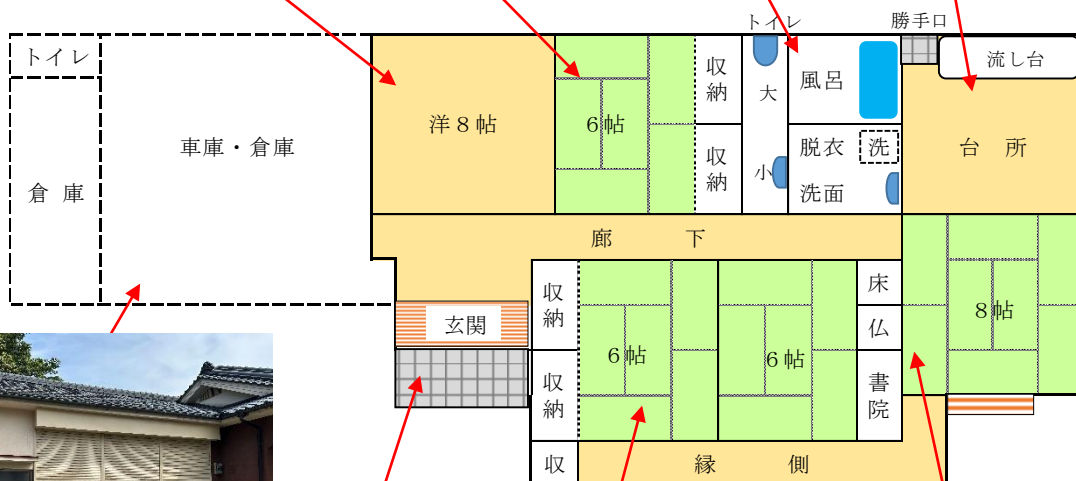 トイレ
勝手口
トイレ
収納
流し台
大
風呂
洋8帖
6帖
車庫・倉庫
脱衣
洗
台 所
収納
小
洗面
倉 庫
廊 下
収納
床
玄関
仏
8帖
6帖
6帖
収納
書院
収
縁 側